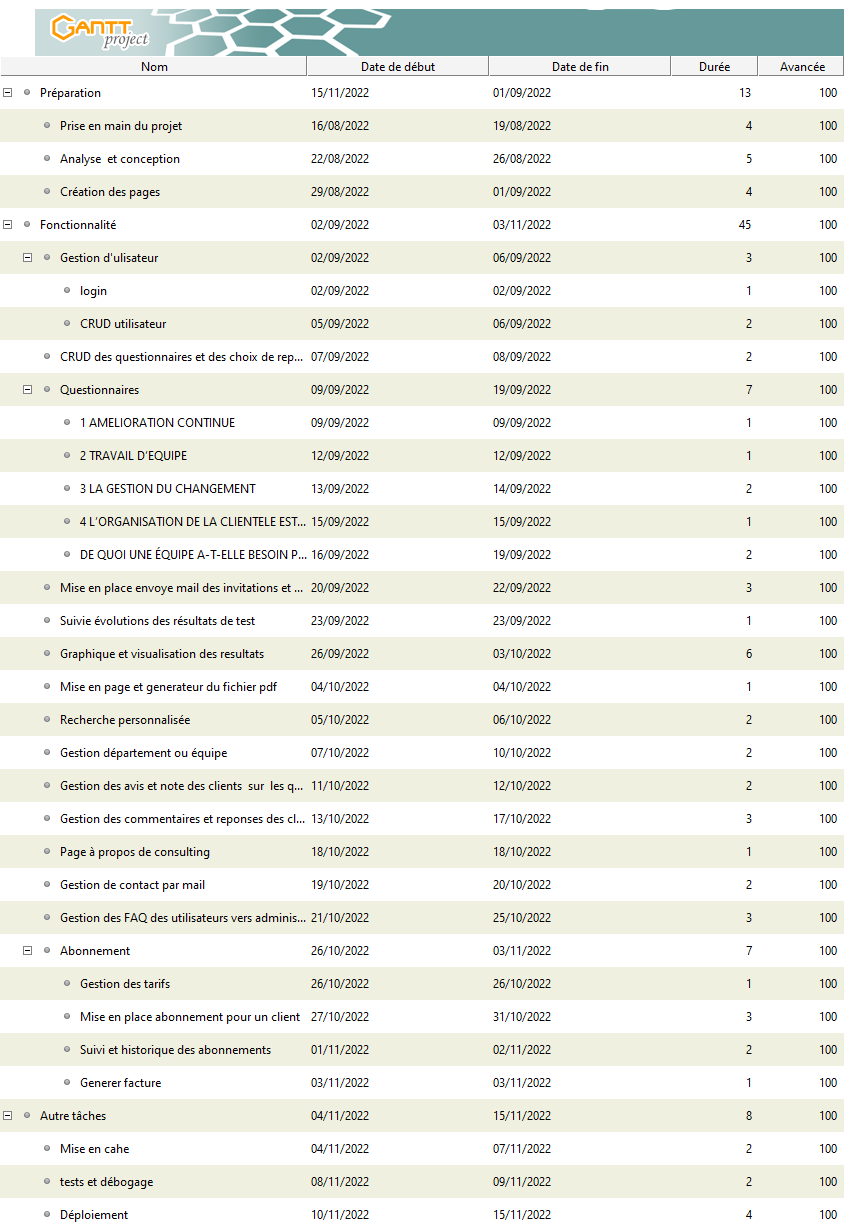 GANTT
project
Nom Date de début Date de fin Durée Avancée
Préparation 15/11/2022 01/09/2022 13 100
Prise en main du projet 16/08/2022 19/08/2022 4 100
Analyse et conception 22/08/2022 26/08/2022 5 100
Création des pages 29/08/2022 01/09/2022 4 100
Fonctionnalité 02/09/2022 03/11/2022 45 100
Gestion d'ulisateur 02/09/2022 06/09/2022 3 100
login 02/09/2022 02/09/2022 1 100
CRUD utilisateur 05/09/2022 06/09/2022 2 100
CRUD des questionnaires et des choix de rep... 07/09/2022 08/09/2022 2 100
Questionnaires 09/09/2022 19/09/2022 7 100
1 AMELIORATION CONTINUE 09/09/2022 09/09/2022 1 100
2 TRAVAIL D'EQUIPE 12/09/2022 12/09/2022 1 100
3 LA GESTION DU CHANGEMENT 13/09/2022 14/09/2022 2 100
4 L'ORGANISATION DE LA CLIENTELE EST... 15/09/2022 15/09/2022 1 100
DE QUOI UNE ÉQUIPE A-T-ELLE BESOIN P... 16/09/2022 19/09/2022 2 100
Mise en place envoye mail des invitations et ... 20/09/2022 22/09/2022 3 100
Suivie évolutions des résultats de test 23/09/2022 23/09/2022 1 100
Graphique et visualisation des resultats 26/09/2022 03/10/2022 6 100
Mise en page et generateur du fichier pdf 04/10/2022 04/10/2022 1 100
Recherche personnalisée 05/10/2022 06/10/2022 2 100
Gestion département ou équipe 07/10/2022 10/10/2022 2 100
Gestion des avis et note des clients sur les q... 11/10/2022 12/10/2022 2 100
Gestion des commentaires et reponses des cl... 13/10/2022 17/10/2022 3 100
Page à propos de consulting 18/10/2022 18/10/2022 1 100
Gestion de contact par mail 19/10/2022 20/10/2022 2 100
Gestion des FAQ des utilisateurs vers adminis... 21/10/2022 25/10/2022 3 100
Abonnement 26/10/2022 03/11/2022 7 100
Gestion des tarifs 26/10/2022 26/10/2022 1 100
Mise en place abonnement pour un client 27/10/2022 31/10/2022 3 100
Suivi et historique des abonnements 01/11/2022 02/11/2022 2 100
Generer facture 03/11/2022 03/11/2022 1 100
Autre tâches 04/11/2022 15/11/2022 8 100
Mise en cahe 04/11/2022 07/11/2022 2 100
tests et débogage 08/11/2022 09/11/2022 2 100
Déploiement 10/11/2022 15/11/2022 4 100